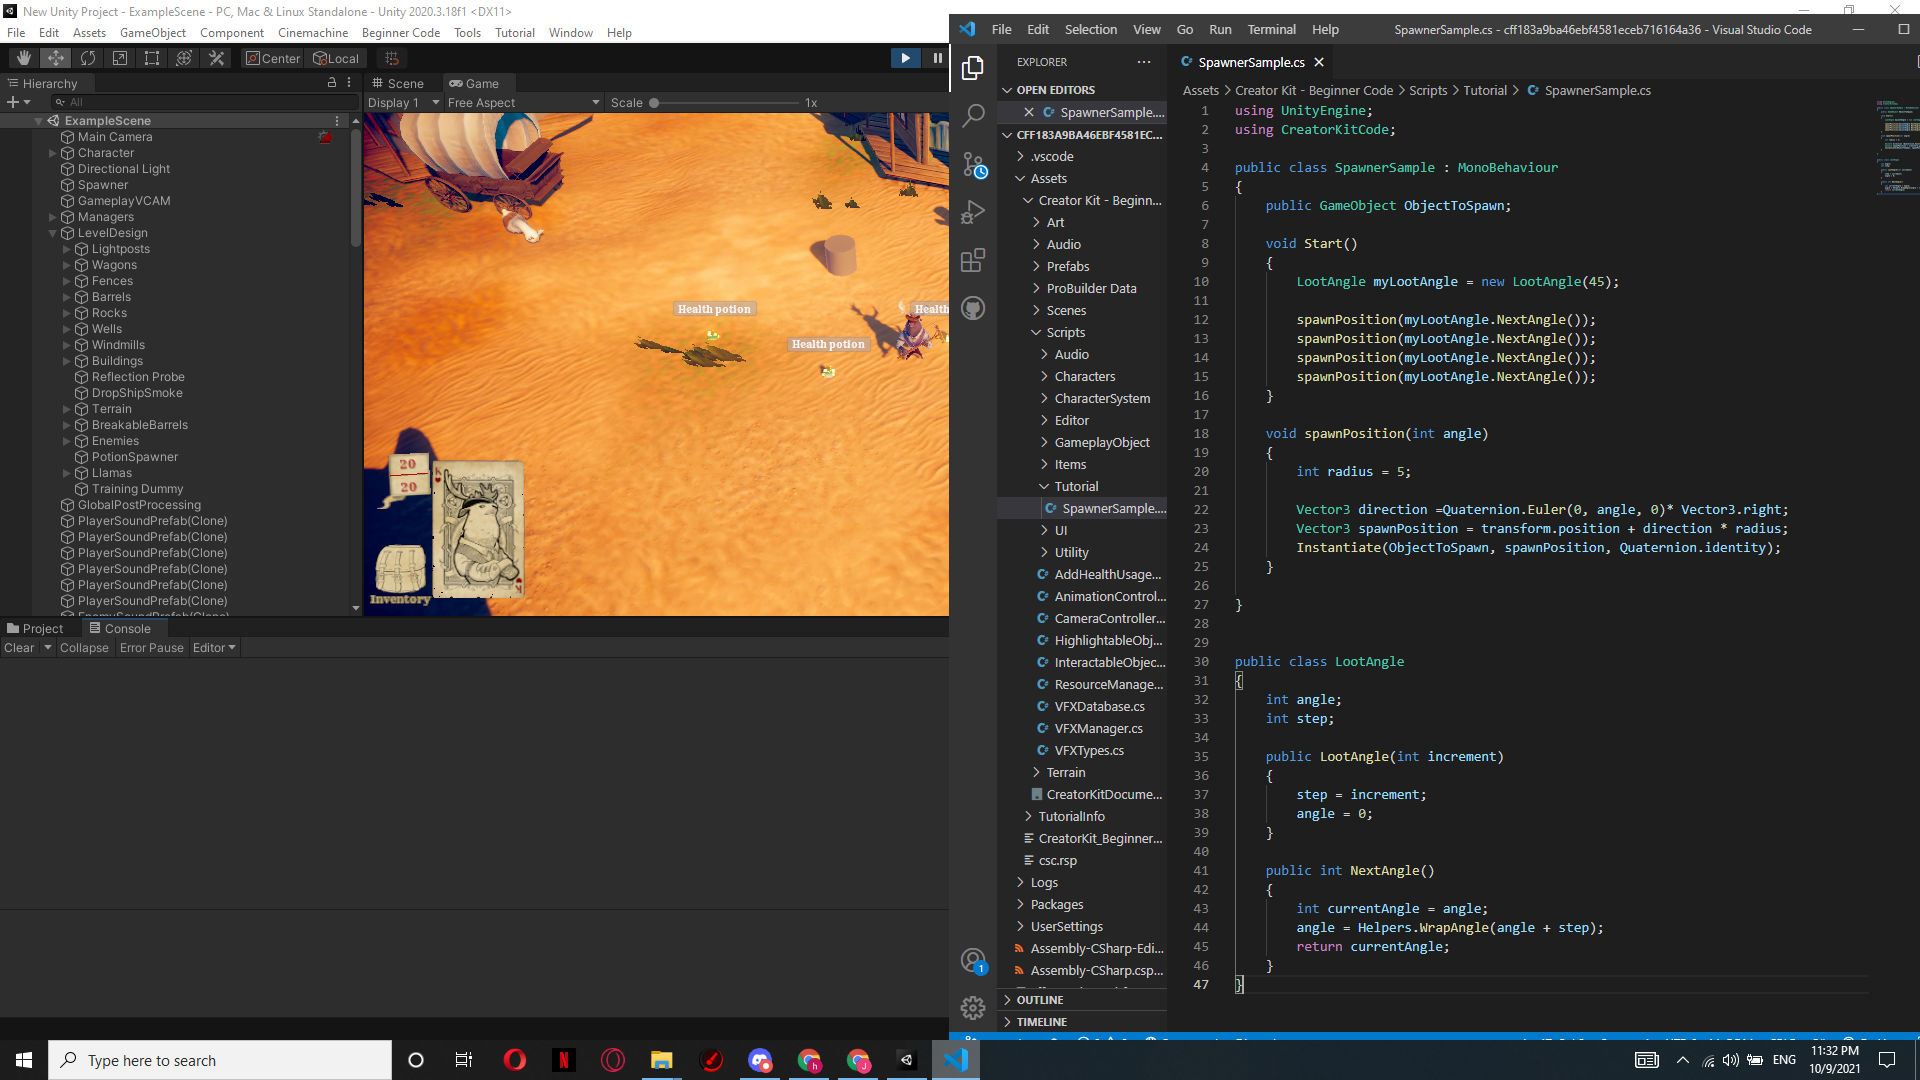 New Unity Project - ExampleScene - PC, Mac & Linux Standalone - Unity 2020.3.18f1 <DX11>
File Edit Assets GameObject Component Cinemachine Beginner Code Tools Tutorial Window Help
Center Local
Hierarchy
All
ExampleScene
Main Camera
Character
Directional Light
Spawner
GameplayVCAM
Managers
LevelDesign
Lightposts
Wagons
Fences
Barrels
Rocks
Wells
Windmills
Buildings
Reflection Probe
DropShipSmoke
Terrain
BreakableBarrels
Enemies
PotionSpawner
Llamas
Training Dummy
GlobalPostProcessing
PlayerSoundPrefab(Clone)
PlayerSoundPrefab(Clone)
PlayerSoundPrefab(Clone)
PlayerSoundPrefab(Clone)
PlayerSoundPrefab(Clone)
PlayerSoundPrefab(Clone)
EnemySoundPrefab(Clone)
Scene Game
Display 1 Free Aspect Scale 1x
Health potion
Health potion
Health
20
20
K
K
Inventory
Project Console
Clear Collapse Error Pause Editor
File Edit Selection View Go Run Terminal Help SpawnerSample.cs - cff183a9ba46ebf4581eceb716164a36 - Visual Studio Code
EXPLORER
OPEN EDITORS
SpawnerSample....
CFF183A9BA46EBF4581EC...
.vscode
Assets
Creator Kit - Beginn...
Art
Audio
Prefabs
ProBuilder Data
Scenes
Scripts
Audio
Characters
CharacterSystem
Editor
GameplayObject
Items
Tutorial
SpawnerSample....
UI
Utility
AddHealthUsage...
AnimationControl...
CameraController...
HighlightableObj...
InteractableObjec...
ResourceManage...
VFXDatabase.cs
VFXManager.cs
VFXTypes.cs
Terrain
CreatorKitDocume...
TutorialInfo
CreatorKit_Beginner...
csc.rsp
Logs
Packages
UserSettings
Assembly-CSharp-Edi...
Assembly-CSharp.csp...
OUTLINE
TIMELINE
1
SpawnerSample.cs
Assets > Creator Kit - Beginner Code > Scripts > Tutorial > SpawnerSample.cs
1 using UnityEngine;
2 using CreatorKitCode;
3
4 public class SpawnerSample : MonoBehaviour
5 {
6 public GameObject ObjectToSpawn;
7
8 void Start()
9 {
10 LootAngle myLootAngle = new LootAngle(45);
11
12 spawnPosition(myLootAngle.NextAngle());
13 spawnPosition(myLootAngle.NextAngle());
14 spawnPosition(myLootAngle.NextAngle());
15 spawnPosition(myLootAngle.NextAngle());
16 }
17
18 void spawnPosition(int angle)
19 {
20 int radius = 5;
21
22 Vector3 direction =Quaternion.Euler(0, angle, 0)* Vector3.right;
23 Vector3 spawnPosition = transform.position + direction * radius;
24 Instantiate(ObjectToSpawn, spawnPosition, Quaternion.identity);
25 }
26
27 }
28
29
30 public class LootAngle
31 {
32 int angle;
33 int step;
34
35 public LootAngle(int increment)
36 {
37 step = increment;
38 angle = 0;
39 }
40
41 public int NextAngle()
42 {
43 int currentAngle = angle;
44 angle = Helpers.WrapAngle(angle + step);
45 return currentAngle;
46 }
47 }
Type here to search
ENG
11:32 PM
10/9/2021